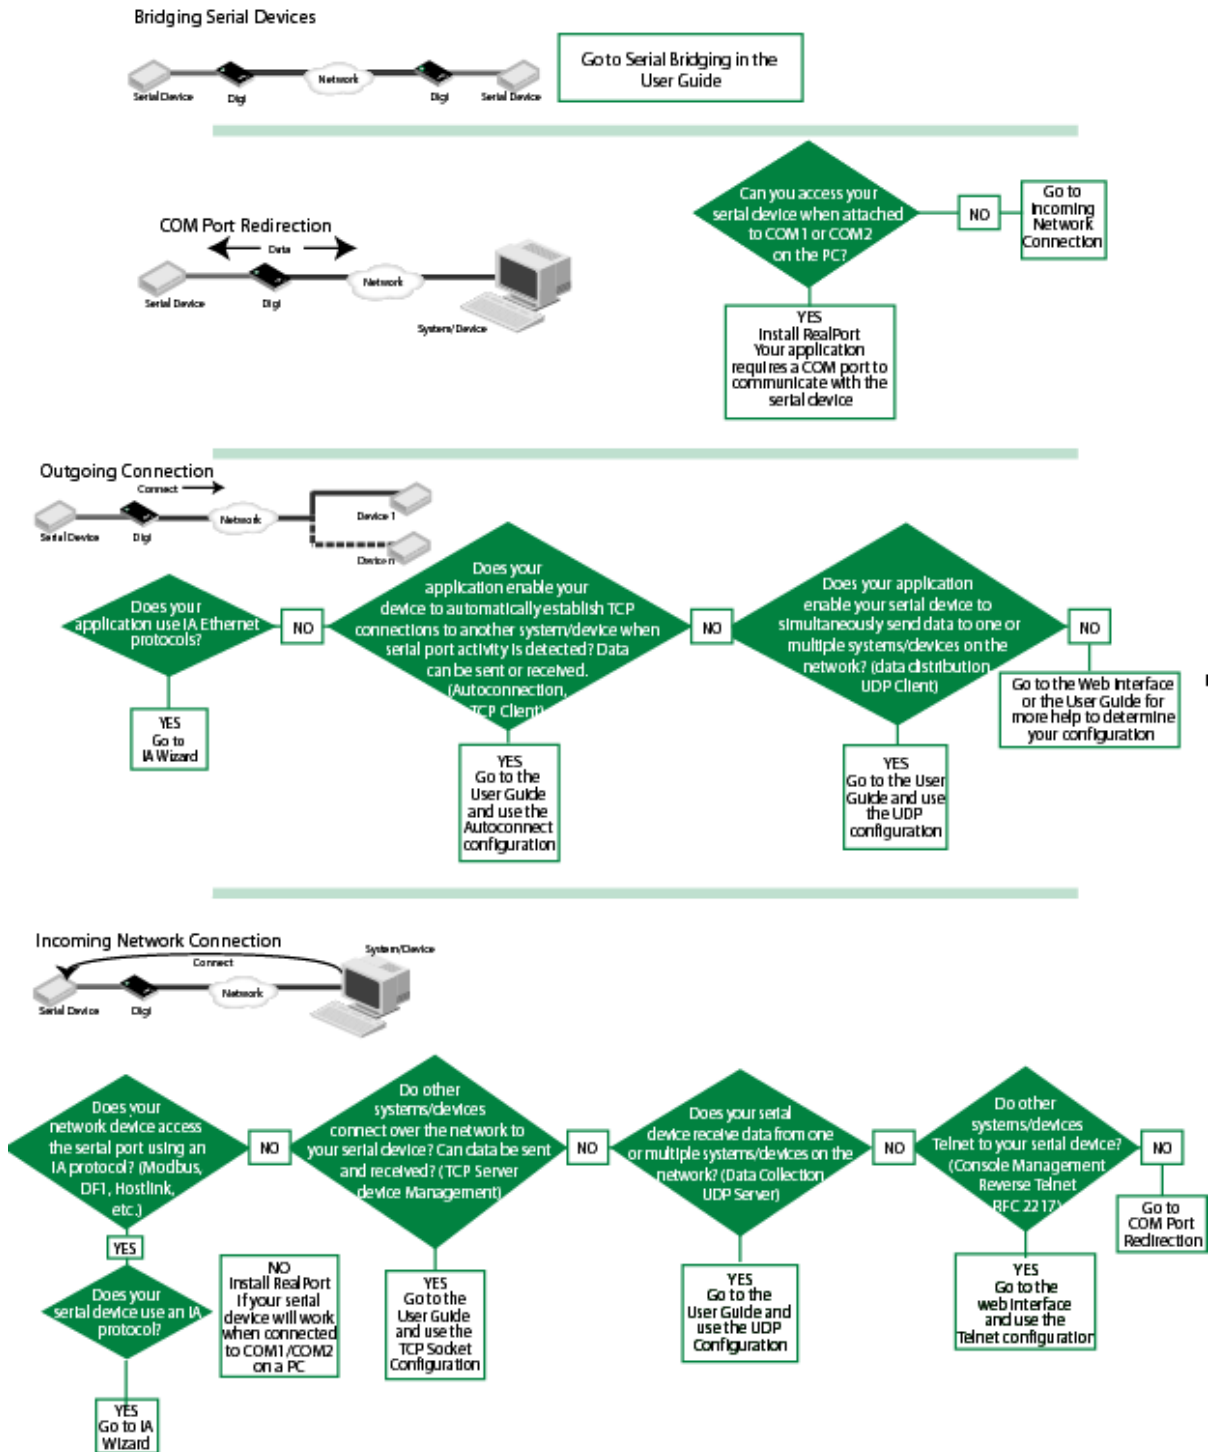 Bridging Serial Devices
Go to Serial Bridging in the
User Guide
Network
Serial Device
Digi
Digi
Serial Device
Can you access your
serial device when attached
to COM1 or COM2
on the PC?
NO
Go to
Incoming
Network
Connection
COM Port Redirection
Data
Network
Serial Device
Digi
System/Device
YES
Install RealPort
Your application
requires a COM port to
communicate with the
serial device
Outgoing Connection
Connect
Network
Serial Device
Digi
Device 1
Device n
Does your
application use IA Ethernet
protocols?
NO
Does your
application enable your
device to automatically establish TCP
connections to another system/device when
serial port activity is detected? Data
can be sent or received.
(Autoconnection,
TCP Client)
NO
Does your application
enable your serial device to
simultaneously send data to one or
multiple systems/devices on the
network? (data distribution
UDP Client)
NO
YES
Go to
IA Wizard
YES
Go to the
User Guide
and use the
Autoconnect
configuration
YES
Go to the User
Guide and use
the UDP
configuration
Go to the Web Interface
or the User Guide for
more help to determine
your configuration
Incoming Network Connection
System/Device
Connect
Network
Serial Device
Digi
Does your
network device access
the serial port using an
IA protocol? (Modbus,
DF1, Hostlink,
etc.)
NO
Do other
systems/devices
connect over the network to
your serial device? Can data be sent
and received? (TCP Server
device Management)
NO
Does your serial
device receive data from one
or multiple systems/devices on the
network? (Data Collection
UDP Server)
NO
Do other
systems/devices
Telnet to your serial device?
(Console Management
Reverse Telnet
RFC 2217)
NO
Go to
COM Port
Redirection
YES
Does your
serial device use an IA
protocol?
NO
Install RealPort
If your serial
device will work
when connected
to COM1/COM2
on a PC
YES
Go to the
User Guide
and use the
TCP Socket
Configuration
YES
Go to the
User Guide and
use the UDP
Configuration
YES
Go to the
web Interface
and use the
Telnet configuration
YES
Go to IA
Wizard